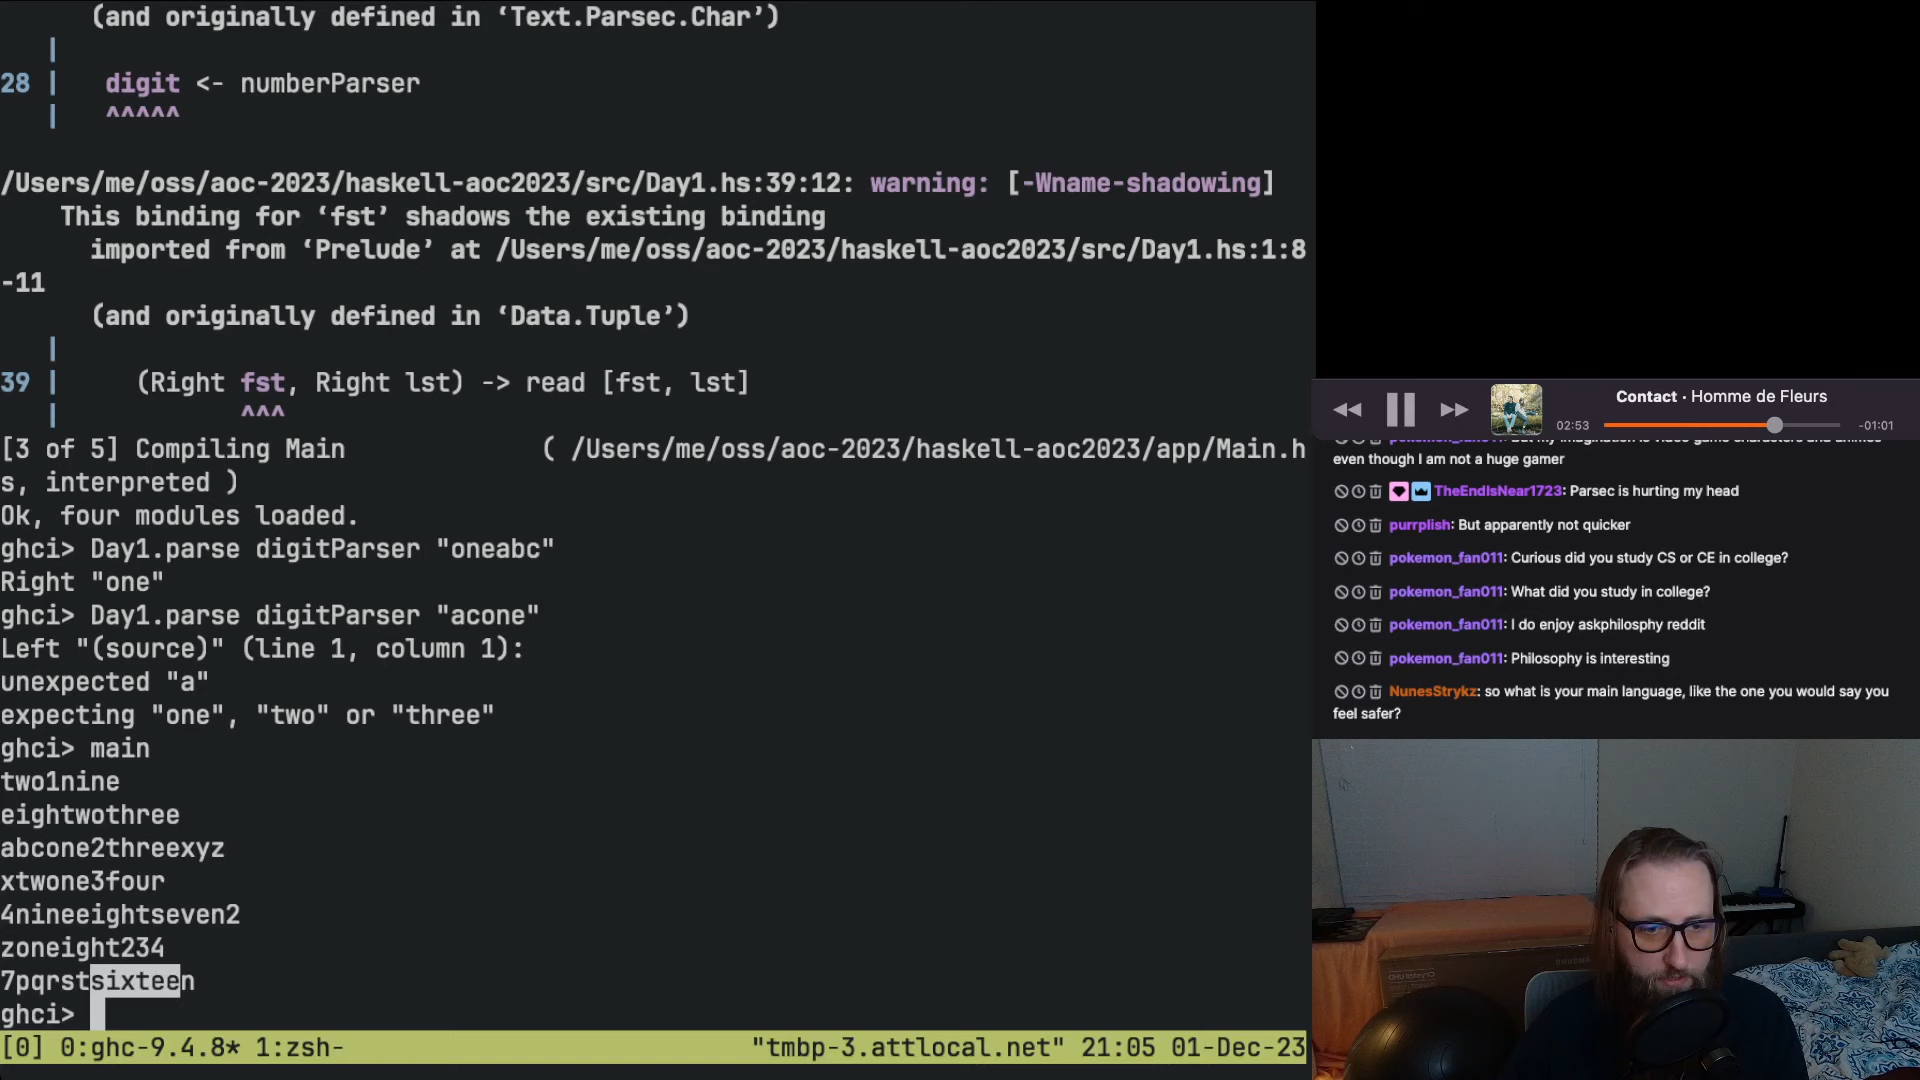 (and originally defined in ‘Text.Parsec.Char’)
|
28 |    digit <- numberParser
|    ^^^^^
/Users/me/oss/aoc-2023/haskell-aoc2023/src/Day1.hs:39:12: warning: [-Wname-shadowing]
This binding for ‘fst’ shadows the existing binding
imported from ‘Prelude’ at /Users/me/oss/aoc-2023/haskell-aoc2023/src/Day1.hs:1:8
-11
(and originally defined in ‘Data.Tuple’)
|
39 |      (Right fst, Right lst) -> read [fst, lst]
|             ^^^
[3 of 5] Compiling Main             ( /Users/me/oss/aoc-2023/haskell-aoc2023/app/Main.h
s, interpreted )
Ok, four modules loaded.
ghci> Day1.parse digitParser "oneabc"
Right "one"
ghci> Day1.parse digitParser "acone"
Left "(source)" (line 1, column 1):
unexpected "a"
expecting "one", "two" or "three"
ghci> main
two1nine
eightwothree
abcone2threexyz
xtwone3four
4nineeightseven2
zoneight234
7pqrstsixteen
ghci>
[0] 0:ghc-9.4.8* 1:zsh-
"tmbp-3.attlocal.net" 21:05 01-Dec-23
Contact · Homme de Fleurs
02:53
-01:01
even though I am not a huge gamer
TheEndIsNear1723: Parsec is hurting my head
purrplish: But apparently not quicker
pokemon_fan011: Curious did you study CS or CE in college?
pokemon_fan011: What did you study in college?
pokemon_fan011: I do enjoy askphilosphy reddit
pokemon_fan011: Philosophy is interesting
NunesStrykz: so what is your main language, like the one you would say you
feel safer?